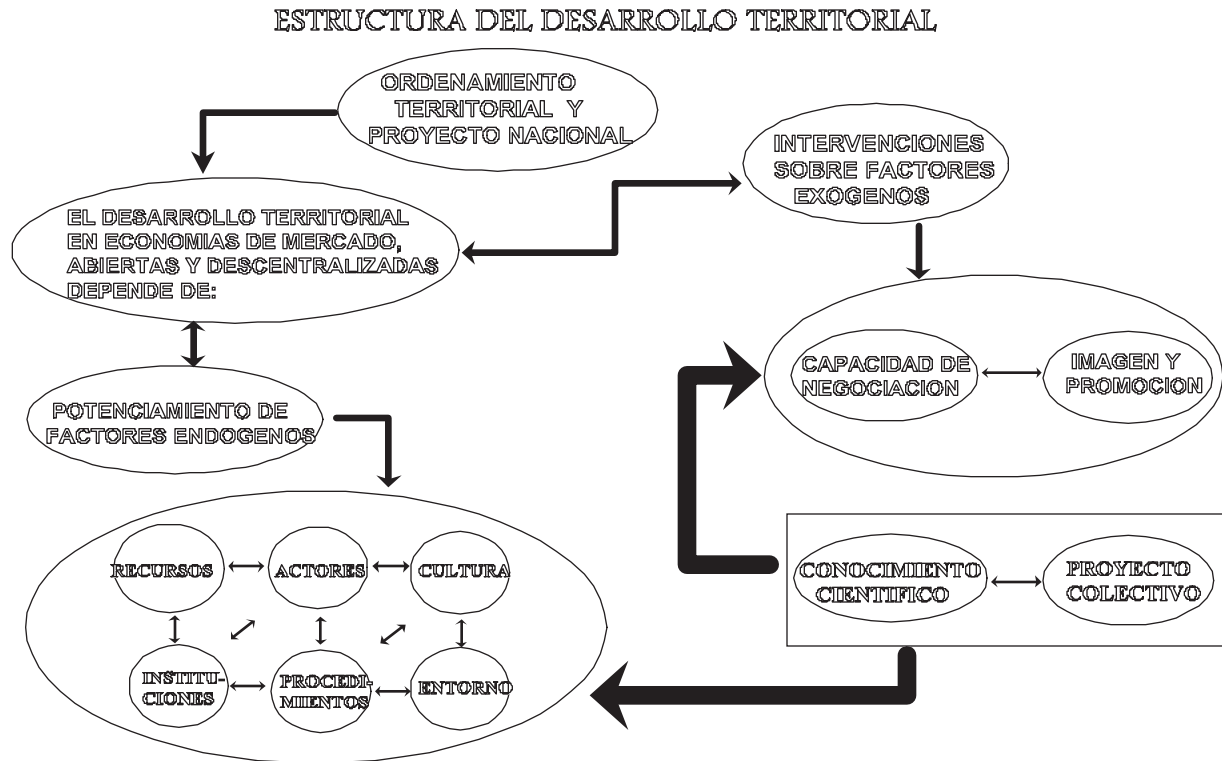 ESTRUCTURA DEL DESARROLLO TERRITORIAL
ORDENAMIENTO
TERRITORIAL Y
PROYECTO NACIONAL
INTERVENCIONES
SOBRE FACTORES
EXOGENOS
EL DESARROLLO TERRITORIAL
EN ECONOMIAS DE MERCADO,
ABIERTAS Y DESCENTRALIZADAS
DEPENDE DE:
CAPACIDAD DE
NEGOCIACION
IMAGEN Y
PROMOCION
POTENCIAMIENTO DE
FACTORES ENDOGENOS
RECURSOS
ACTORES
CULTURA
INSTITU-
CIONES
PROCEDI-
MIENTOS
ENTORNO
CONOCIMIENTO
CIENTIFICO
PROYECTO
COLECTIVO